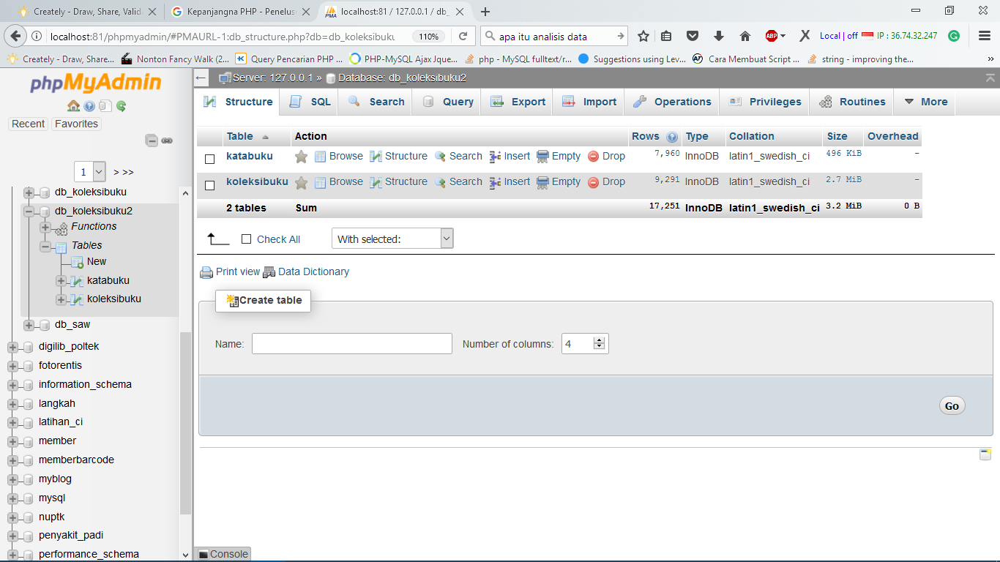 Creately - Draw, Share, Valid
Kepanjangna PHP - Penelus
localhost:81 / 127.0.0.1 / db_
localhost:81/phpmyadmin/#PMAURL-1:db_structure.php?db=db_koleksibuku
110%
apa itu analisis data
ABP
Local | off IP : 36.74.32.247
Creately - Draw, Share...
Nonton Fancy Walk (2...
Query Pencarian PHP ...
PHP-MySQL Ajax Jque...
php - MySQL fulltext/r...
Suggestions using Lev...
Cara Membuat Script ...
string - improving the...
phpMyAdmin
Recent Favorites
1 > >>
db_koleksibuku
db_koleksibuku2
Functions
Tables
New
katabuku
koleksibuku
db_saw
digilib_poltek
fotorentis
information_schema
langkah
latihan_ci
member
memberbarcode
myblog
mysql
nuptk
penyakit_padi
performance_schema
Server: 127.0.0.1 » Database: db_koleksibuku2
Structure SQL Search Query Export Import Operations Privileges Routines More
Table Action Rows Type Collation Size Overhead
katabuku Browse Structure Search Insert Empty Drop 7,960 InnoDB latin1_swedish_ci 496 KiB -
koleksibuku Browse Structure Search Insert Empty Drop 9,291 InnoDB latin1_swedish_ci 2.7 MiB -
2 tables Sum 17,251 InnoDB latin1_swedish_ci 3.2 MiB 0 B
Check All With selected:
Print view Data Dictionary
Create table
Name: Number of columns: 4
Go
Console